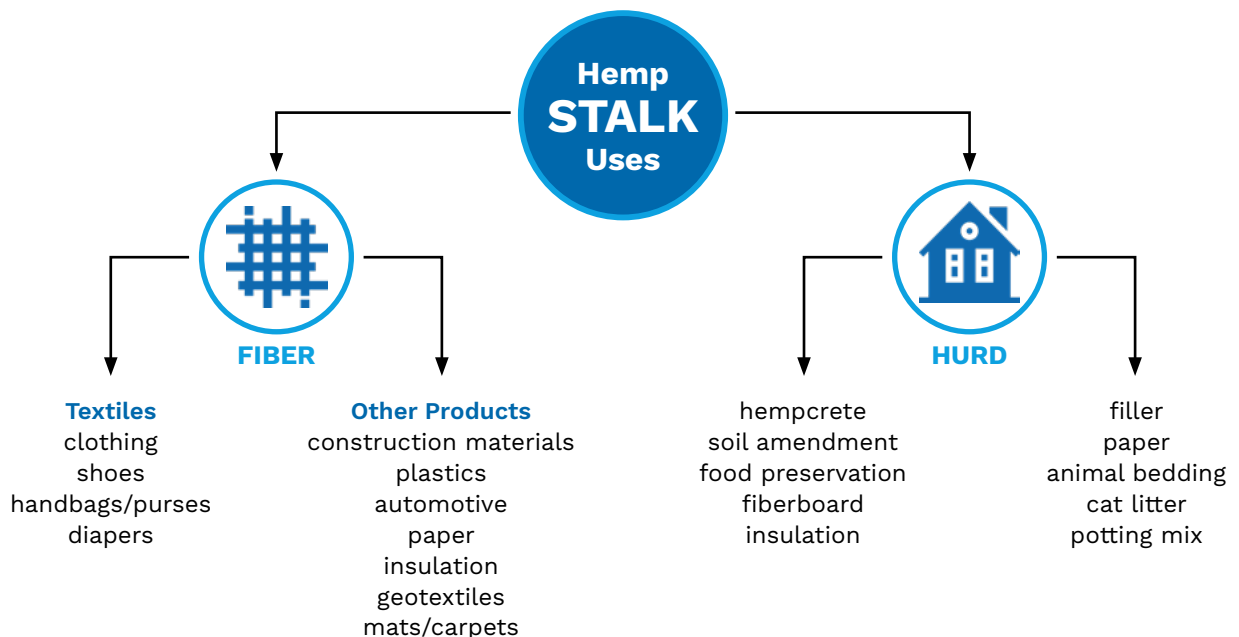 Hemp
STALK
Uses
FIBER
HURD
Textiles
clothing
shoes
handbags/purses
diapers
Other Products
construction materials
plastics
automotive
paper
insulation
geotextiles
mats/carpets
hempcrete
soil amendment
food preservation
fiberboard
insulation
filler
paper
animal bedding
cat litter
potting mix